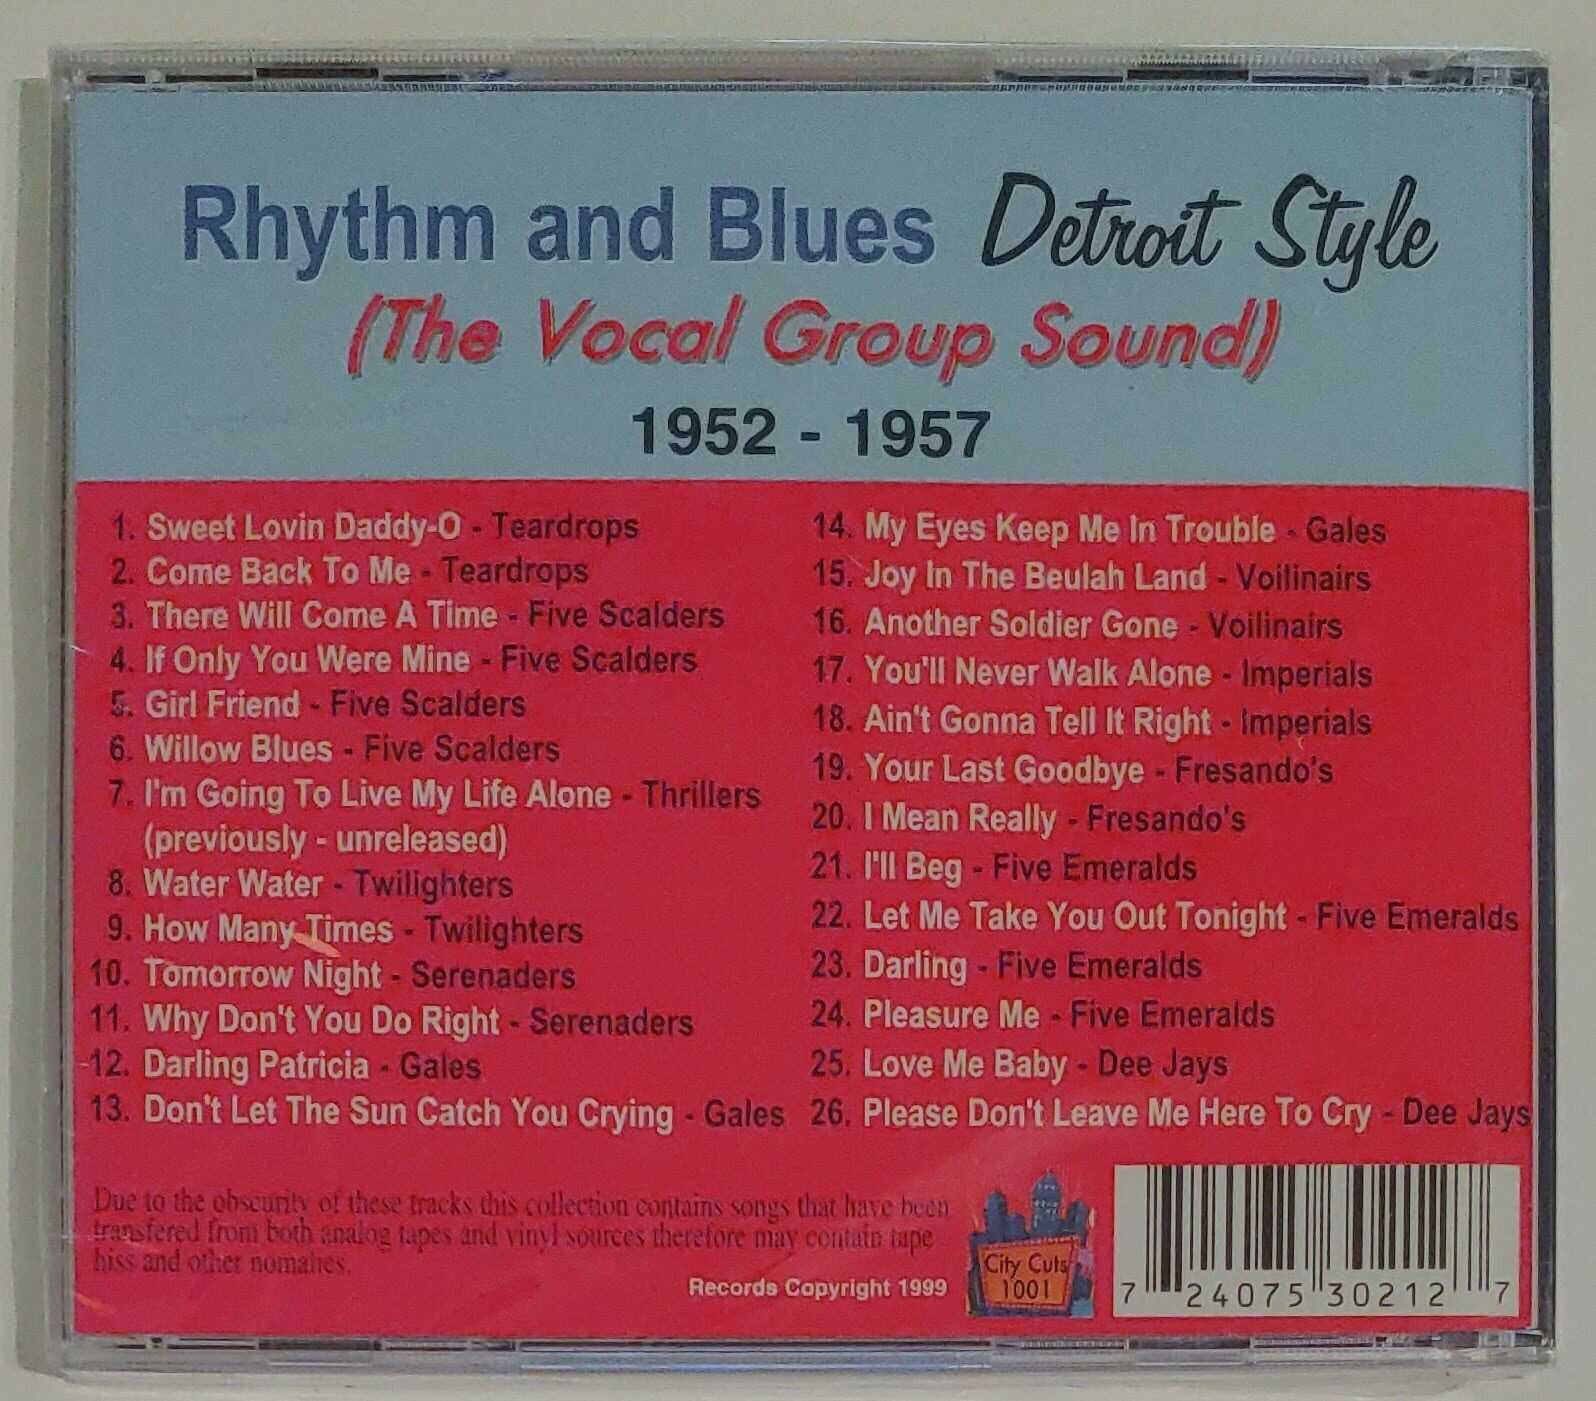 Rhythm and Blues Detroit Style
(The Vocal Group Sound)
1952 - 1957
1. Sweet Lovin Daddy-O - Teardrops
2. Come Back To Me - Teardrops
3. There Will Come A Time - Five Scalders
4. If Only You Were Mine - Five Scalders
5. Girl Friend - Five Scalders
6. Willow Blues - Five Scalders
7. I'm Going To Live My Life Alone - Thrillers
(previously - unreleased)
8. Water Water - Twilighters
9. How Many Times - Twilighters
10. Tomorrow Night - Serenaders
11. Why Don't You Do Right - Serenaders
12. Darling Patricia - Gales
13. Don't Let The Sun Catch You Crying - Gales
14. My Eyes Keep Me In Trouble - Gales
15. Joy In The Beulah Land - Voilinairs
16. Another Soldier Gone - Voilinairs
17. You'll Never Walk Alone - Imperials
18. Ain't Gonna Tell It Right - Imperials
19. Your Last Goodbye - Fresando's
20. I Mean Really - Fresando's
21. I'll Beg - Five Emeralds
22. Let Me Take You Out Tonight - Five Emeralds
23. Darling - Five Emeralds
24. Pleasure Me - Five Emeralds
25. Love Me Baby - Dee Jays
26. Please Don't Leave Me Here To Cry - Dee Jays
Due to the obscurity of these tracks this collection contains songs that have been
transfered from both analog tapes and vinyl sources therefore may contain tape
hiss and other nomalies.
Records Copyright 1999
City Cuts
1001
7 24075 30212 7